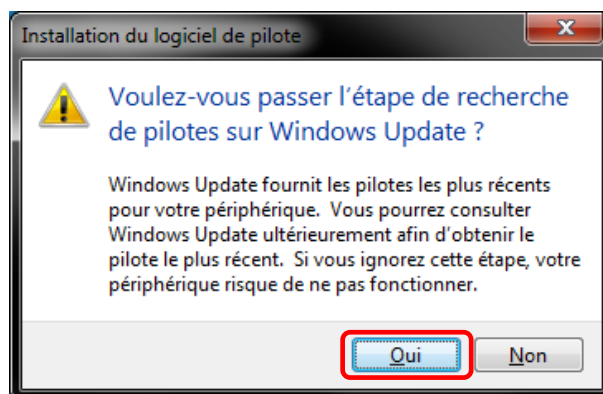 Installation du logiciel de pilote
Voulez-vous passer l'étape de recherche
de pilotes sur Windows Update ?
Windows Update fournit les pilotes les plus récents
pour votre périphérique. Vous pourrez consulter
Windows Update ultérieurement afin d'obtenir le
pilote le plus récent. Si vous ignorez cette étape, votre
périphérique risque de ne pas fonctionner.
Oui Non